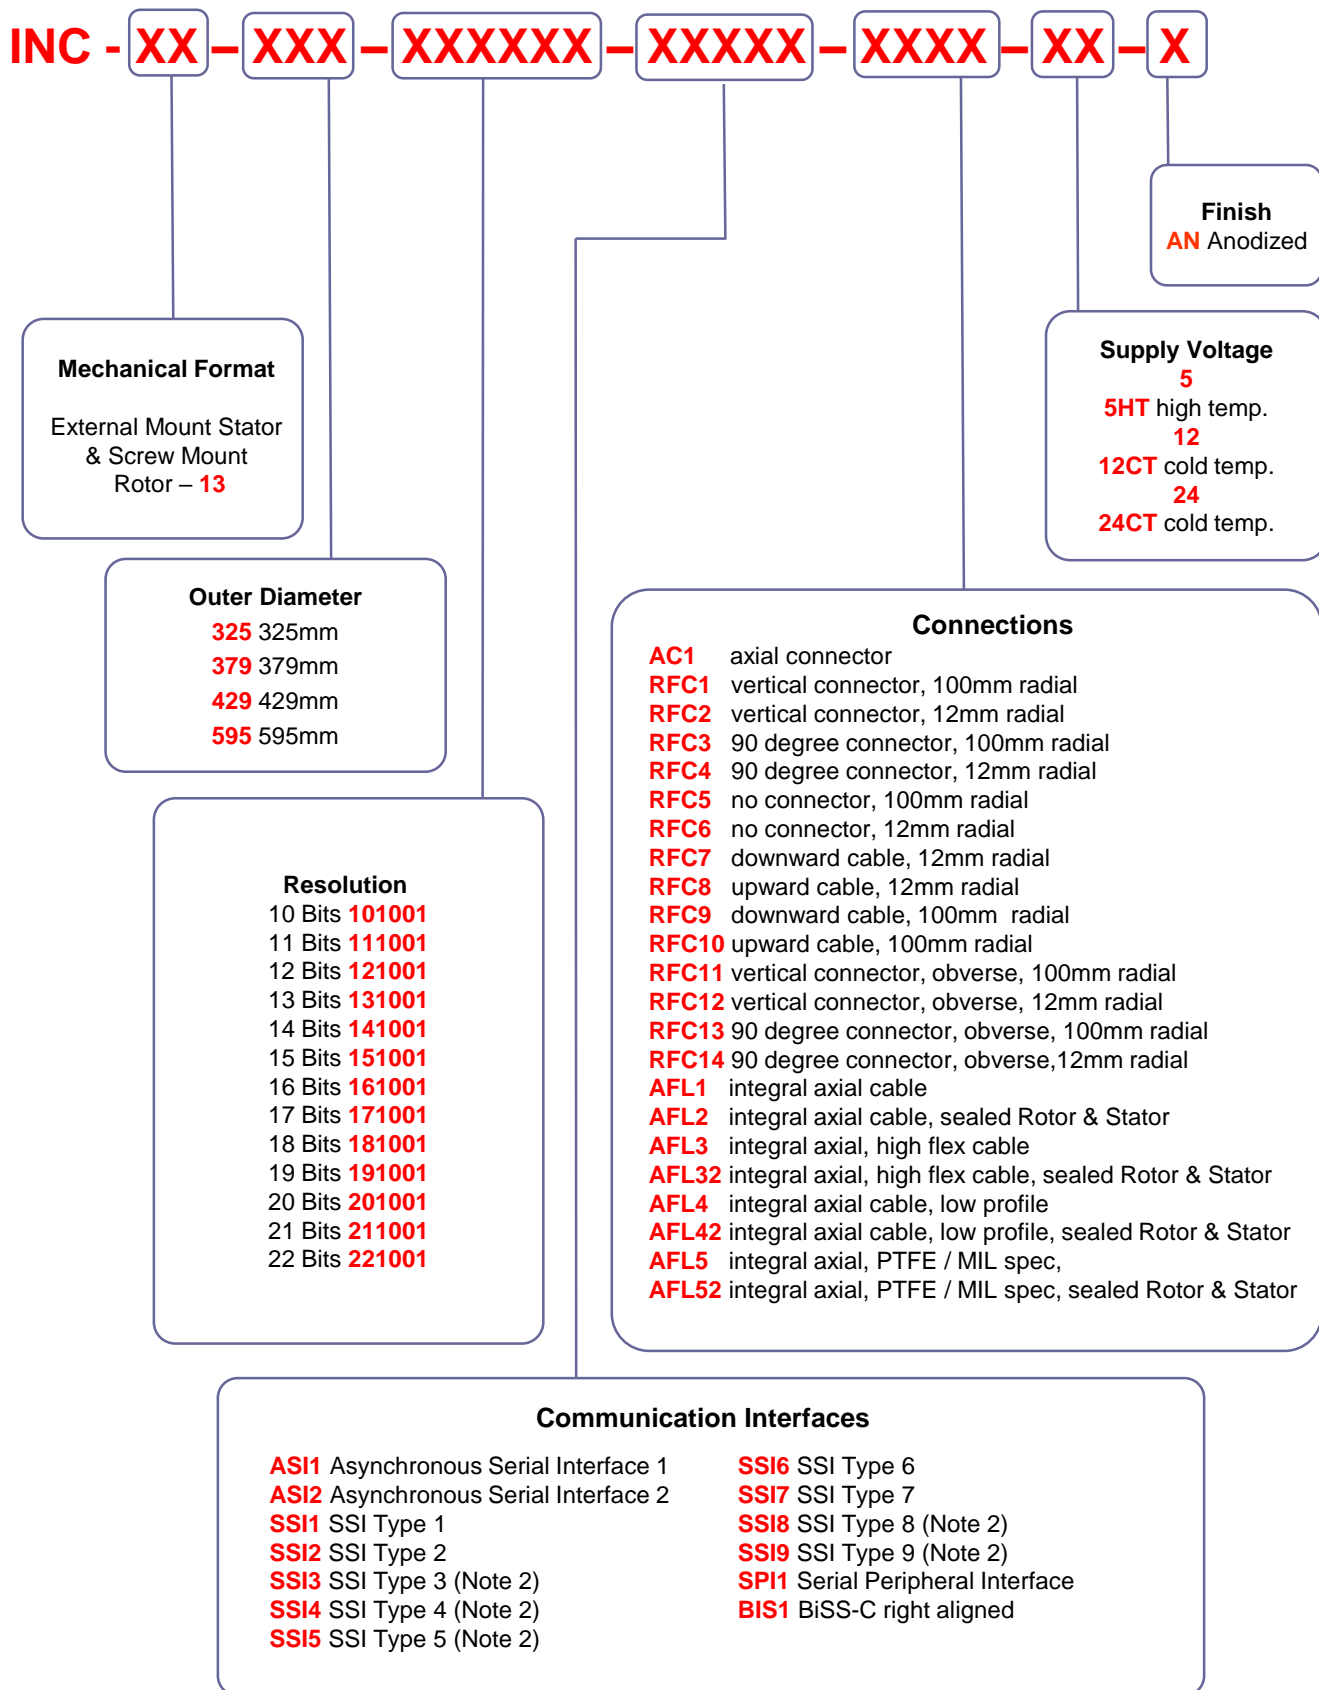 INC - XX – XXX – XXXXXX – XXXXX – XXXX – XX – X
Finish
AN Anodized
Supply Voltage
5
5HT high temp.
12
12CT cold temp.
24
24CT cold temp.
Mechanical Format
External Mount Stator
& Screw Mount
Rotor – 13
Outer Diameter
325 325mm
379 379mm
429 429mm
595 595mm
Connections
AC1 axial connector
RFC1 vertical connector, 100mm radial
RFC2 vertical connector, 12mm radial
RFC3 90 degree connector, 100mm radial
RFC4 90 degree connector, 12mm radial
RFC5 no connector, 100mm radial
RFC6 no connector, 12mm radial
RFC7 downward cable, 12mm radial
RFC8 upward cable, 12mm radial
RFC9 downward cable, 100mm radial
RFC10 upward cable, 100mm radial
RFC11 vertical connector, obverse, 100mm radial
RFC12 vertical connector, obverse, 12mm radial
RFC13 90 degree connector, obverse, 100mm radial
RFC14 90 degree connector, obverse,12mm radial
AFL1 integral axial cable
AFL2 integral axial cable, sealed Rotor & Stator
AFL3 integral axial, high flex cable
AFL32 integral axial, high flex cable, sealed Rotor & Stator
AFL4 integral axial cable, low profile
AFL42 integral axial cable, low profile, sealed Rotor & Stator
AFL5 integral axial, PTFE / MIL spec,
AFL52 integral axial, PTFE / MIL spec, sealed Rotor & Stator
Resolution
10 Bits 101001
11 Bits 111001
12 Bits 121001
13 Bits 131001
14 Bits 141001
15 Bits 151001
16 Bits 161001
17 Bits 171001
18 Bits 181001
19 Bits 191001
20 Bits 201001
21 Bits 211001
22 Bits 221001
Communication Interfaces
ASI1 Asynchronous Serial Interface 1
ASI2 Asynchronous Serial Interface 2
SSI1 SSI Type 1
SSI2 SSI Type 2
SSI3 SSI Type 3 (Note 2)
SSI4 SSI Type 4 (Note 2)
SSI5 SSI Type 5 (Note 2)
SSI6 SSI Type 6
SSI7 SSI Type 7
SSI8 SSI Type 8 (Note 2)
SSI9 SSI Type 9 (Note 2)
SPI1 Serial Peripheral Interface
BIS1 BiSS-C right aligned